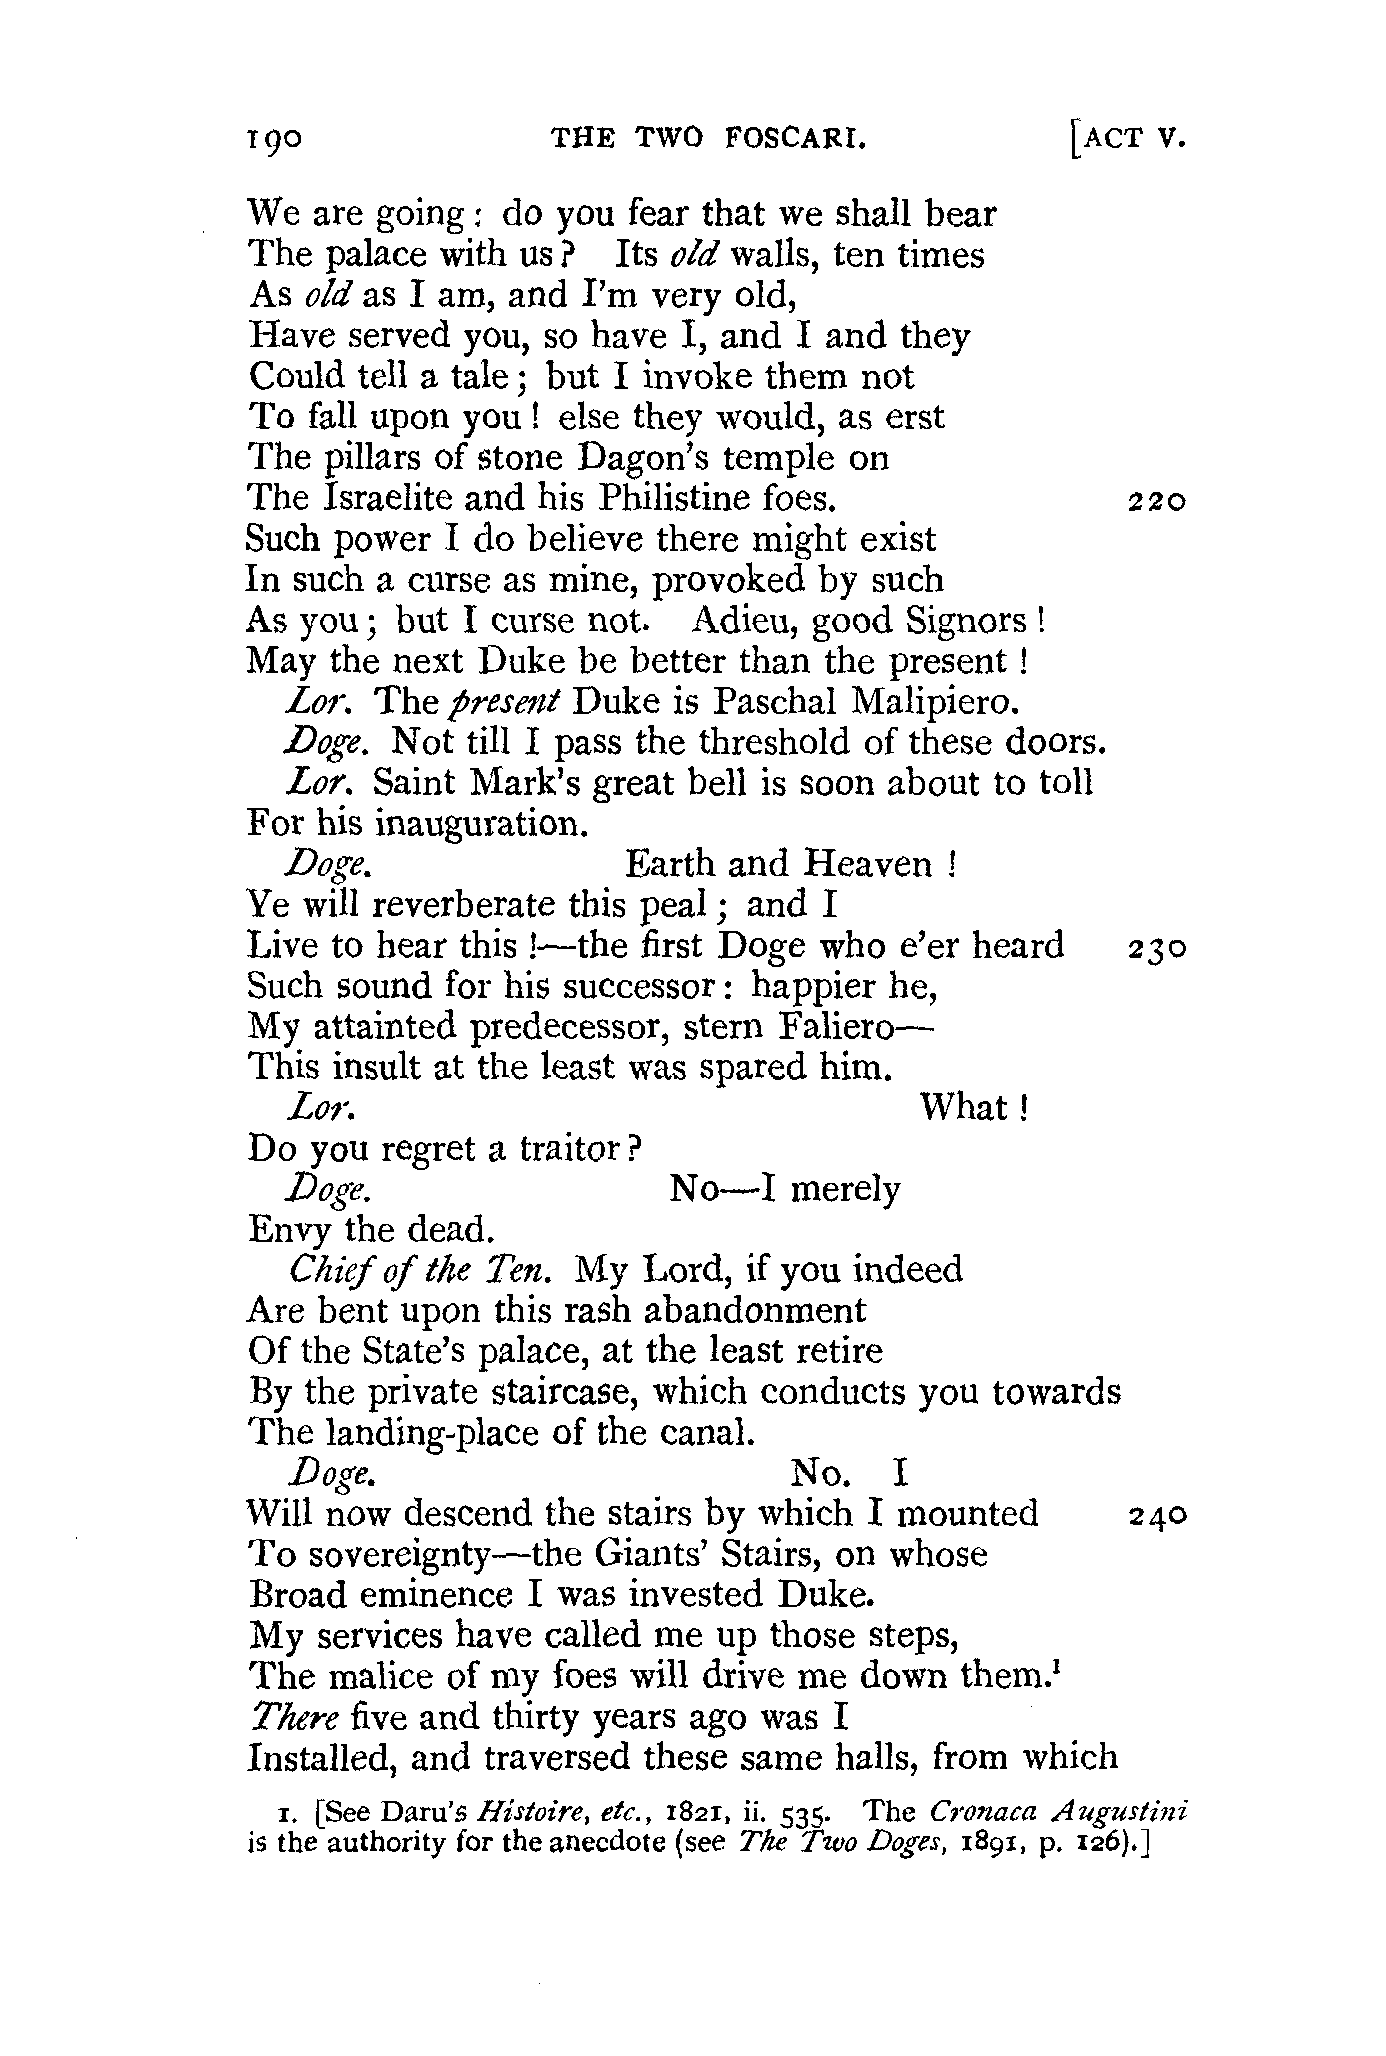 190 THE TWO FOSCARI. [ACT V.
We are going: do you fear that we shall bear
The palace with us? Its old walls, ten times
As old as I am, and I'm very old,
Have served you, so have I, and I and they
Could tell a tale; but I invoke them not
To fall upon you! else they would, as erst
The pillars of stone Dagon's temple on
The Israelite and his Philistine foes. 220
Such power I do believe there might exist
In such a curse as mine, provoked by such
As you; but I curse not. Adieu, good Signors!
May the next Duke be better than the present!
Lor. The present Duke is Paschal Malipiero.
Doge. Not till I pass the threshold of these doors.
Lor. Saint Mark's great bell is soon about to toll
For his inauguration.
Doge. Earth and Heaven!
Ye will reverberate this peal; and I
Live to hear this!—the first Doge who e'er heard 230
Such sound for his successor: happier he,
My attainted predecessor, stern Faliero—
This insult at the least was spared him.
Lor. What!
Do you regret a traitor?
Doge. No—I merely
Envy the dead.
Chief of the Ten. My Lord, if you indeed
Are bent upon this rash abandonment
Of the State's palace, at the least retire
By the private staircase, which conducts you towards
The landing-place of the canal.
Doge. No. I
Will now descend the stairs by which I mounted 240
To sovereignty—the Giants' Stairs, on whose
Broad eminence I was invested Duke.
My services have called me up those steps,
The malice of my foes will drive me down them.¹
There five and thirty years ago was I
Installed, and traversed these same halls, from which
1. [See Daru's Histoire, etc., 1821, ii. 535. The Cronaca Augustini
is the authority for the anecdote (see The Two Doges, 1891, p. 126).]